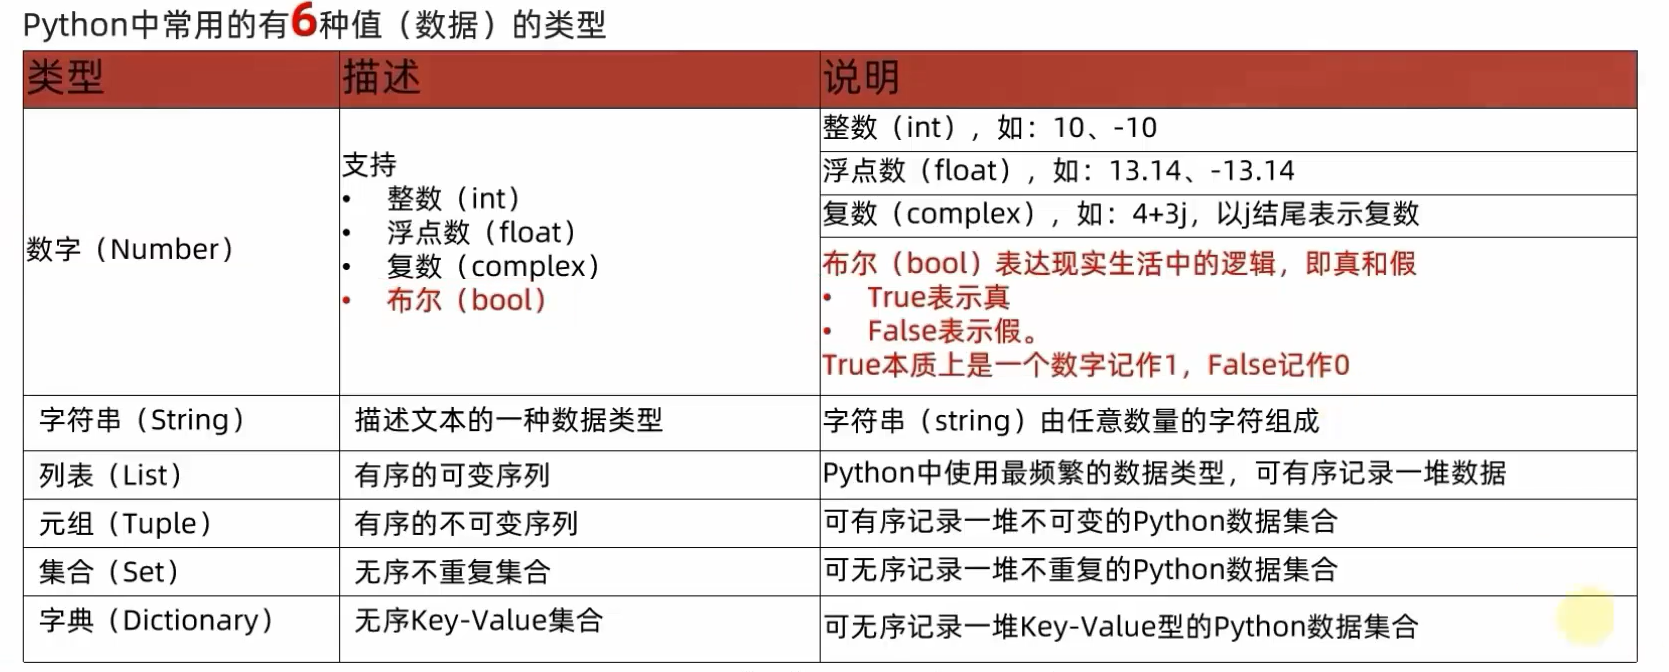 Python中常用的有6种值（数据）的类型
类型 描述 说明
数字（Number）
支持
• 整数（int）
• 浮点数（float）
• 复数（complex）
• 布尔（bool）
整数（int），如：10、-10
浮点数（float），如：13.14、-13.14
复数（complex），如：4+3j，以j结尾表示复数
布尔（bool）表达现实生活中的逻辑，即真和假
• True表示真
• False表示假。
True本质上是一个数字记作1，False记作0
字符串（String） 描述文本的一种数据类型 字符串（string）由任意数量的字符组成
列表（List） 有序的可变序列 Python中使用最频繁的数据类型，可有序记录一堆数据
元组（Tuple） 有序的不可变序列 可有序记录一堆不可变的Python数据集合
集合（Set） 无序不重复集合 可无序记录一堆不重复的Python数据集合
字典（Dictionary） 无序Key-Value集合 可无序记录一堆Key-Value型的Python数据集合